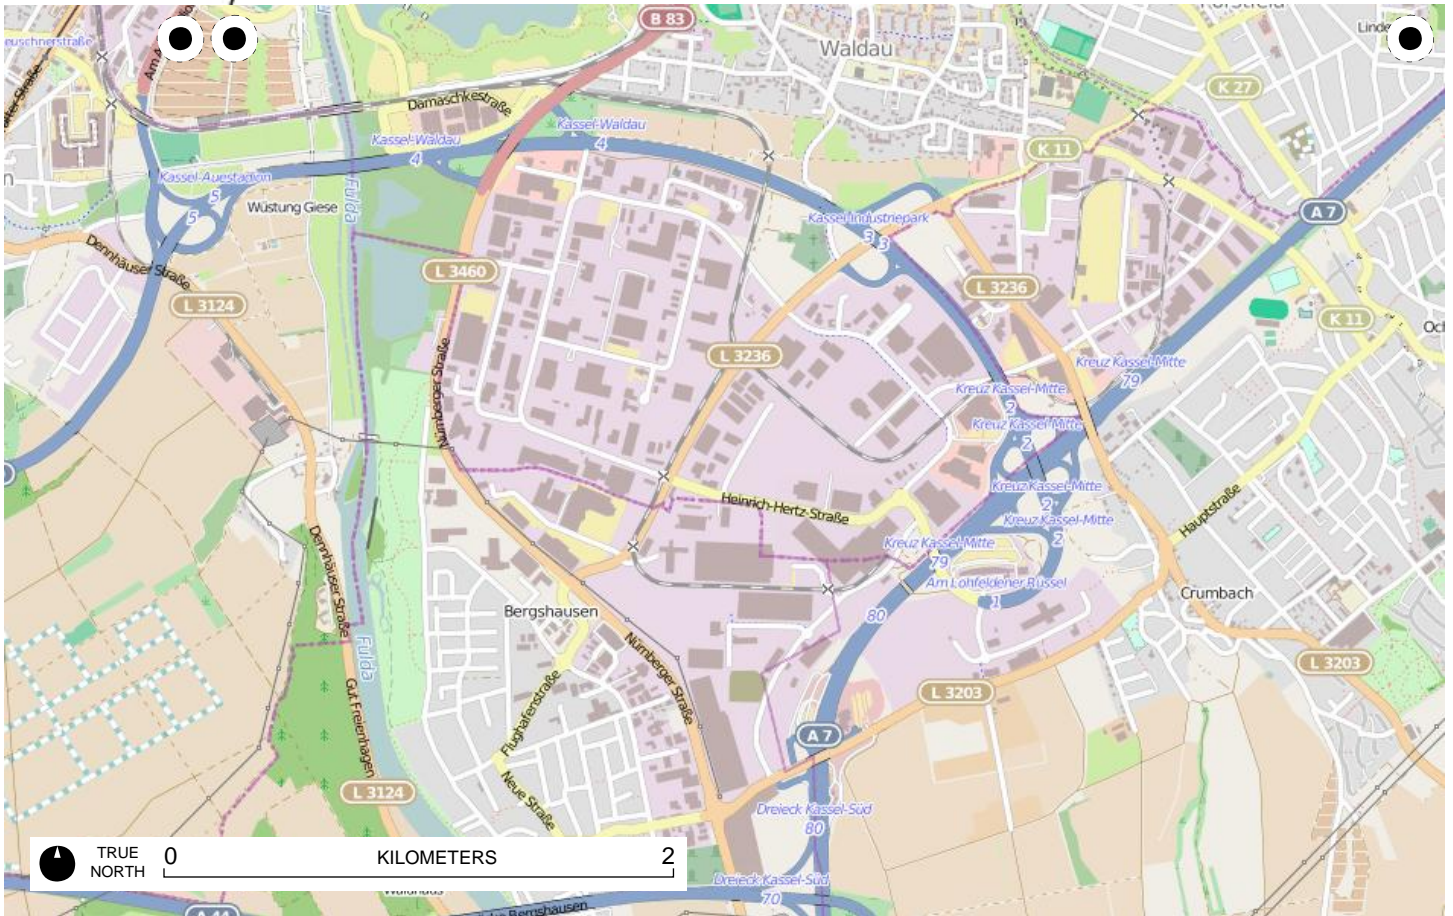 B 83
Waldau
Linde
K 27
Damaschkestraße
Kassel-Waldau
4
Kassel-Waldau
4
K 11
Kassel-Auestadion
5
5
Wüstung Giese
Fulda
Kassel-Industriepark
3 3
A 7
Dennhäuser Straße
L 3460
L 3124
L 3236
K 11
L 3236
Nürnberger Straße
Kreuz Kassel-Mitte
79
Kreuz Kassel-Mitte
2
Kreuz Kassel-Mitte
2
Kreuz Kassel-Mitte
2
Heinrich-Hertz-Straße
Kreuz Kassel-Mitte
2
Hauptstraße
Kreuz Kassel-Mitte
79
Am Lohfeldener Rüssel
1
Dennhäuser Straße
Bergshausen
80
Crumbach
Fulda
Nürnberger Straße
L 3203
L 3203
Gut Freienhagen
Flughafenstraße
A 7
Neue Straße
L 3124
Dreieck Kassel-Süd
80
TRUE NORTH
0 KILOMETERS 2
Dreieck Kassel-Süd
70
A 44
Bergshausen